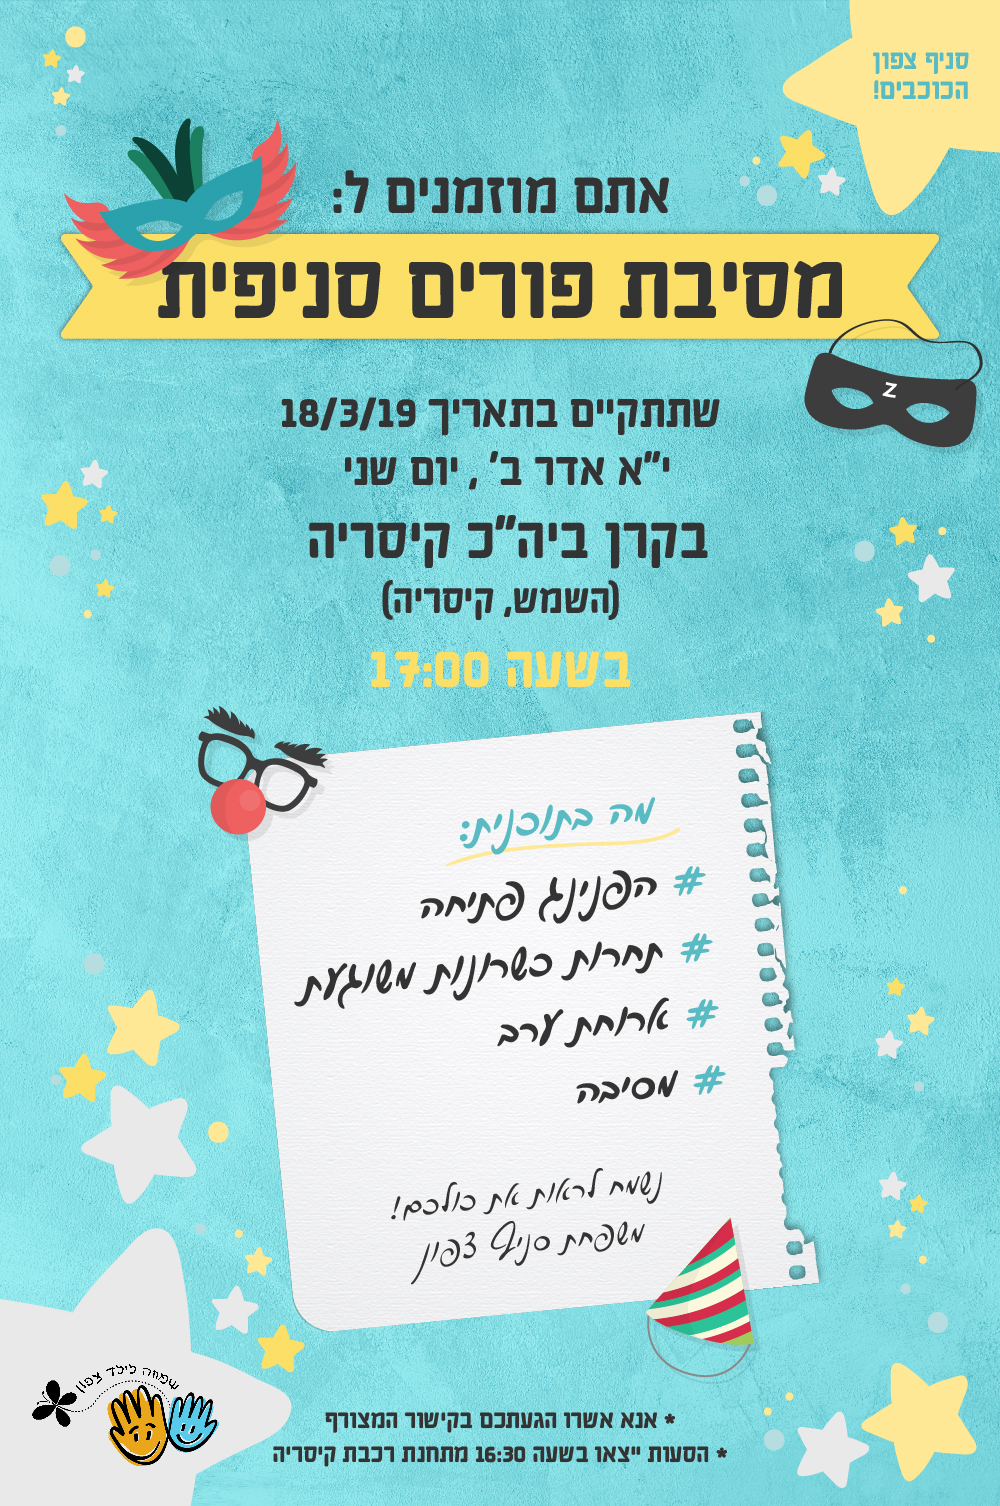 סניף צפון
הכוכבים!
אתם מוזמנים ל:
מסיבת פורים סניפית
Z
שתתקיים בתאריך 18/3/19
י"א אדר ב', יום שני
בקרן ביה"כ קיסריה
(השמש, קיסריה)
בשעה 17:00
מה בתוכנית:
# הפנינג פתיחה
# תחרות כשרונות משוגעת
# ארוחת ערב
# מסיבה
נשמח לראות את כולכם!
משפחת סניף צפון
שמחה לילד צפון
* אנא אשרו הגעתכם בקישור המצורף
* הסעות ייצאו בשעה 16:30 מתחנת רכבת קיסריה